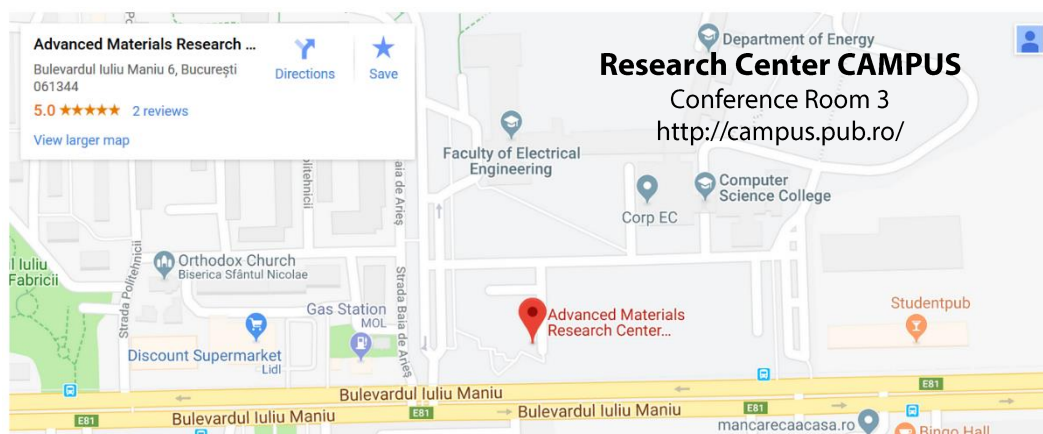 Advanced Materials Research ...
Bulevardul Iuliu Maniu 6, București
061344
5.0 ★★★★★ 2 reviews
View larger map
Directions
Save
Department of Energy
Research Center CAMPUS
Conference Room 3
http://campus.pub.ro/
Faculty of Electrical
Engineering
Computer
Science College
Corp EC
Politehnicii
Baia de Arieș
Orthodox Church
Biserica Sfântul Nicolae
l Iuliu
Fabricii
Strada Politehnicii
Gas Station
MOL
Strada Baia de Arieș
Discount Supermarket
Lidl
Advanced Materials
Research Center...
Studentpub
Bulevardul Iuliu Maniu
E81
E81
Bulevardul Iuliu Maniu
E81
Bulevardul Iuliu Maniu
E81
mancarecaacasa.ro
Bingo Hall